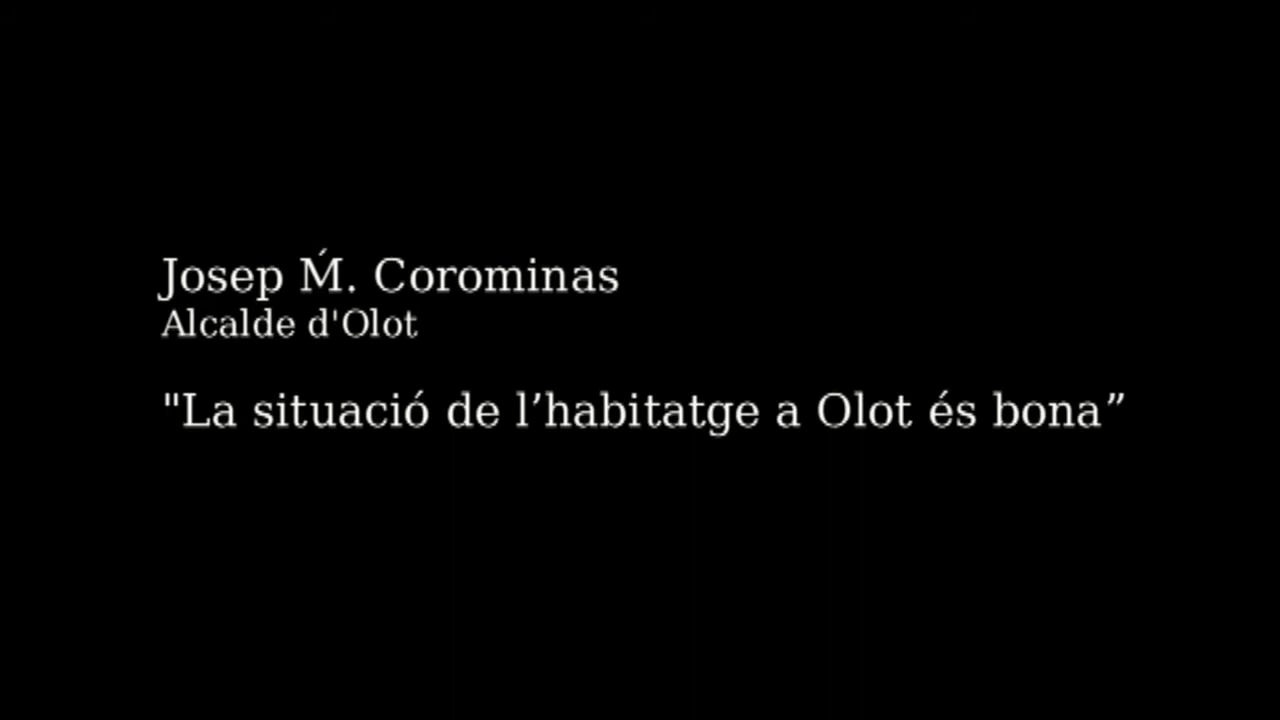 Josep Ḿ. Corominas
Alcalde d'Olot
"La situació de l’habitatge a Olot és bona”